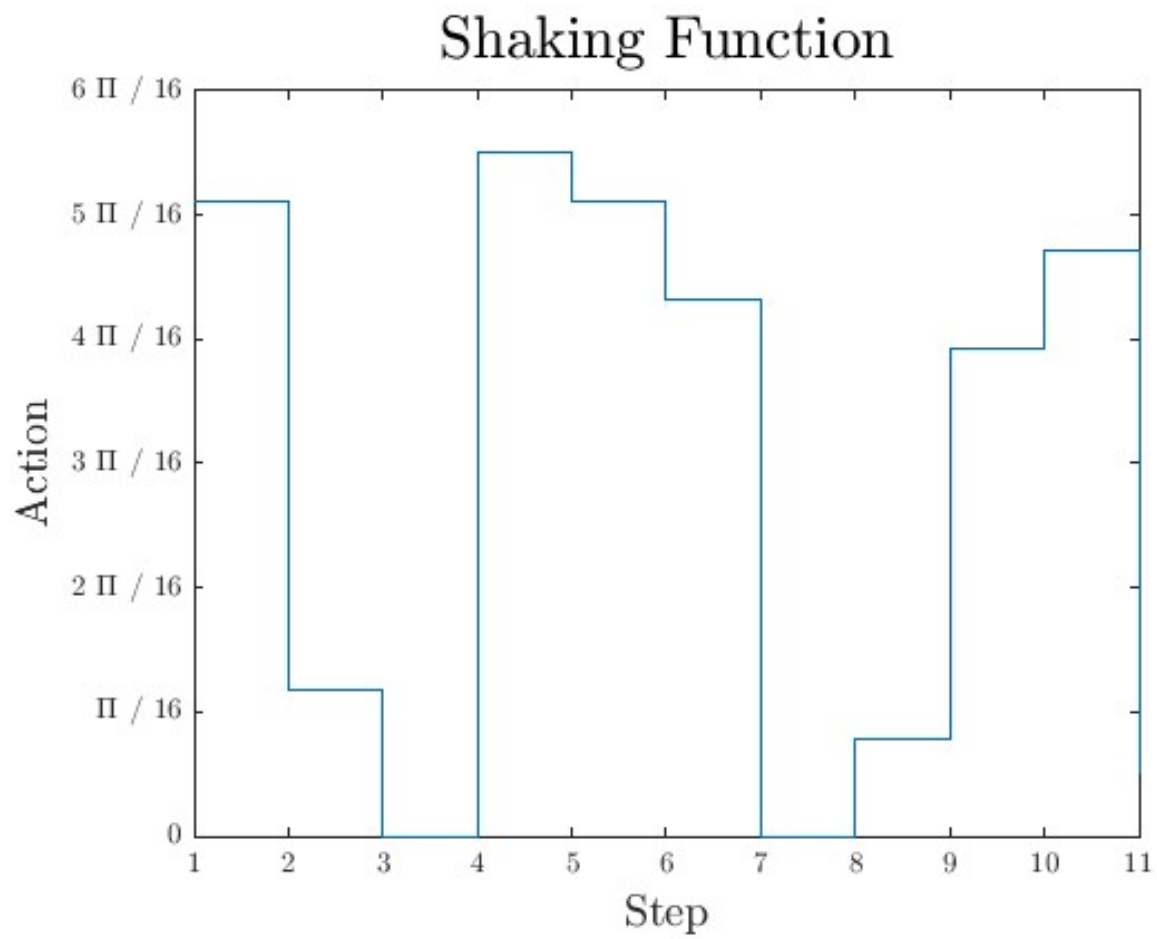 Shaking Function
6 Π / 16
5 Π / 16
4 Π / 16
3 Π / 16
2 Π / 16
Π / 16
0
Action
1 2 3 4 5 6 7 8 9 10 11
Step